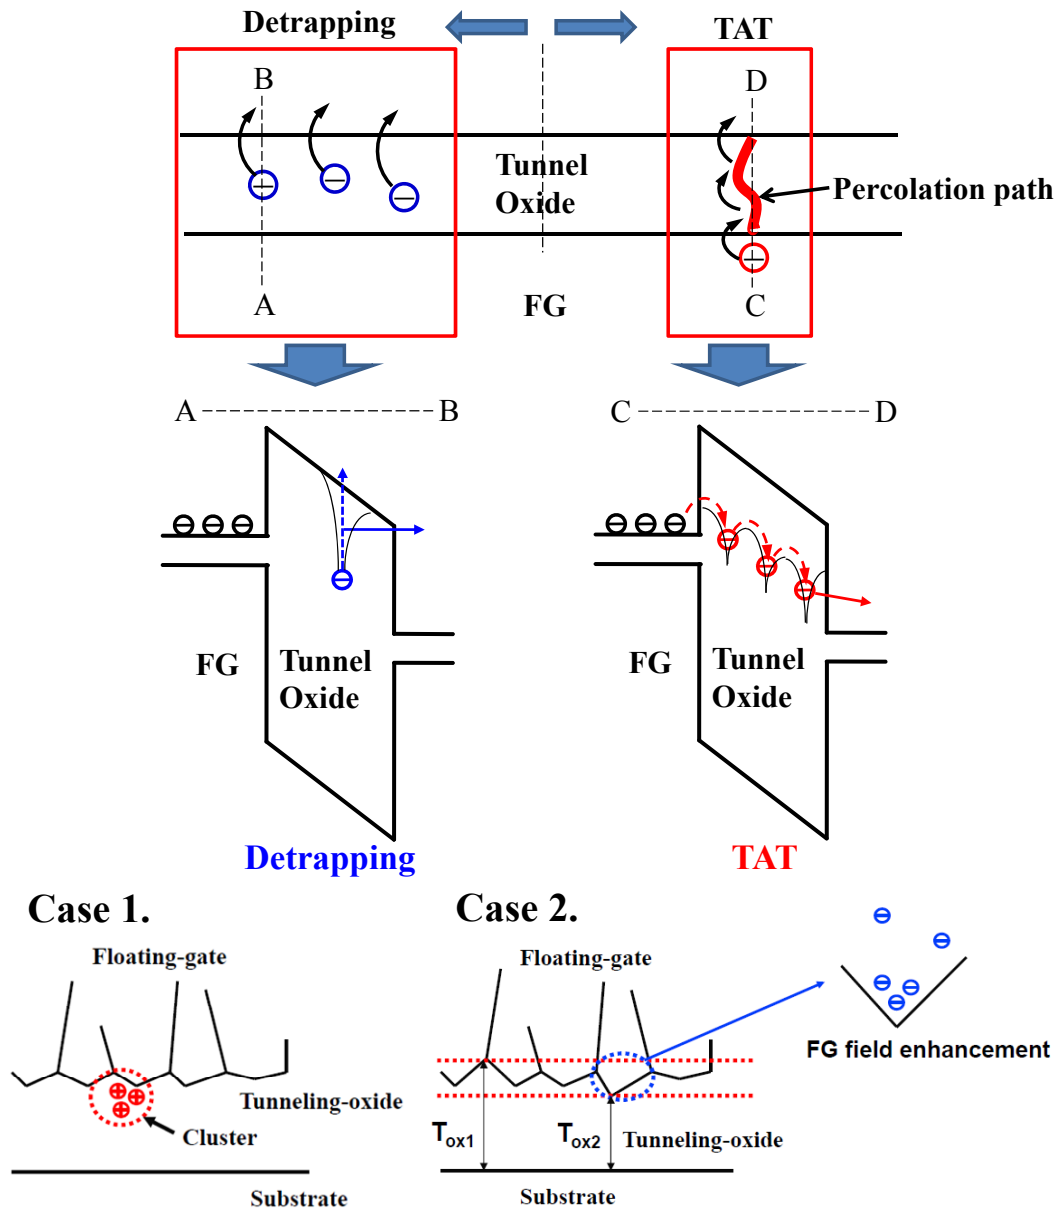 Detrapping
TAT
B
D
Tunnel
Oxide
Percolation path
A
FG
C
A
B
C
D
FG
Tunnel
Oxide
FG
Tunnel
Oxide
Detrapping
TAT
Case 1.
Case 2.
Floating-gate
Floating-gate
FG field enhancement
Tunneling-oxide
Cluster
Tox1
Tox2
Tunneling-oxide
Substrate
Substrate